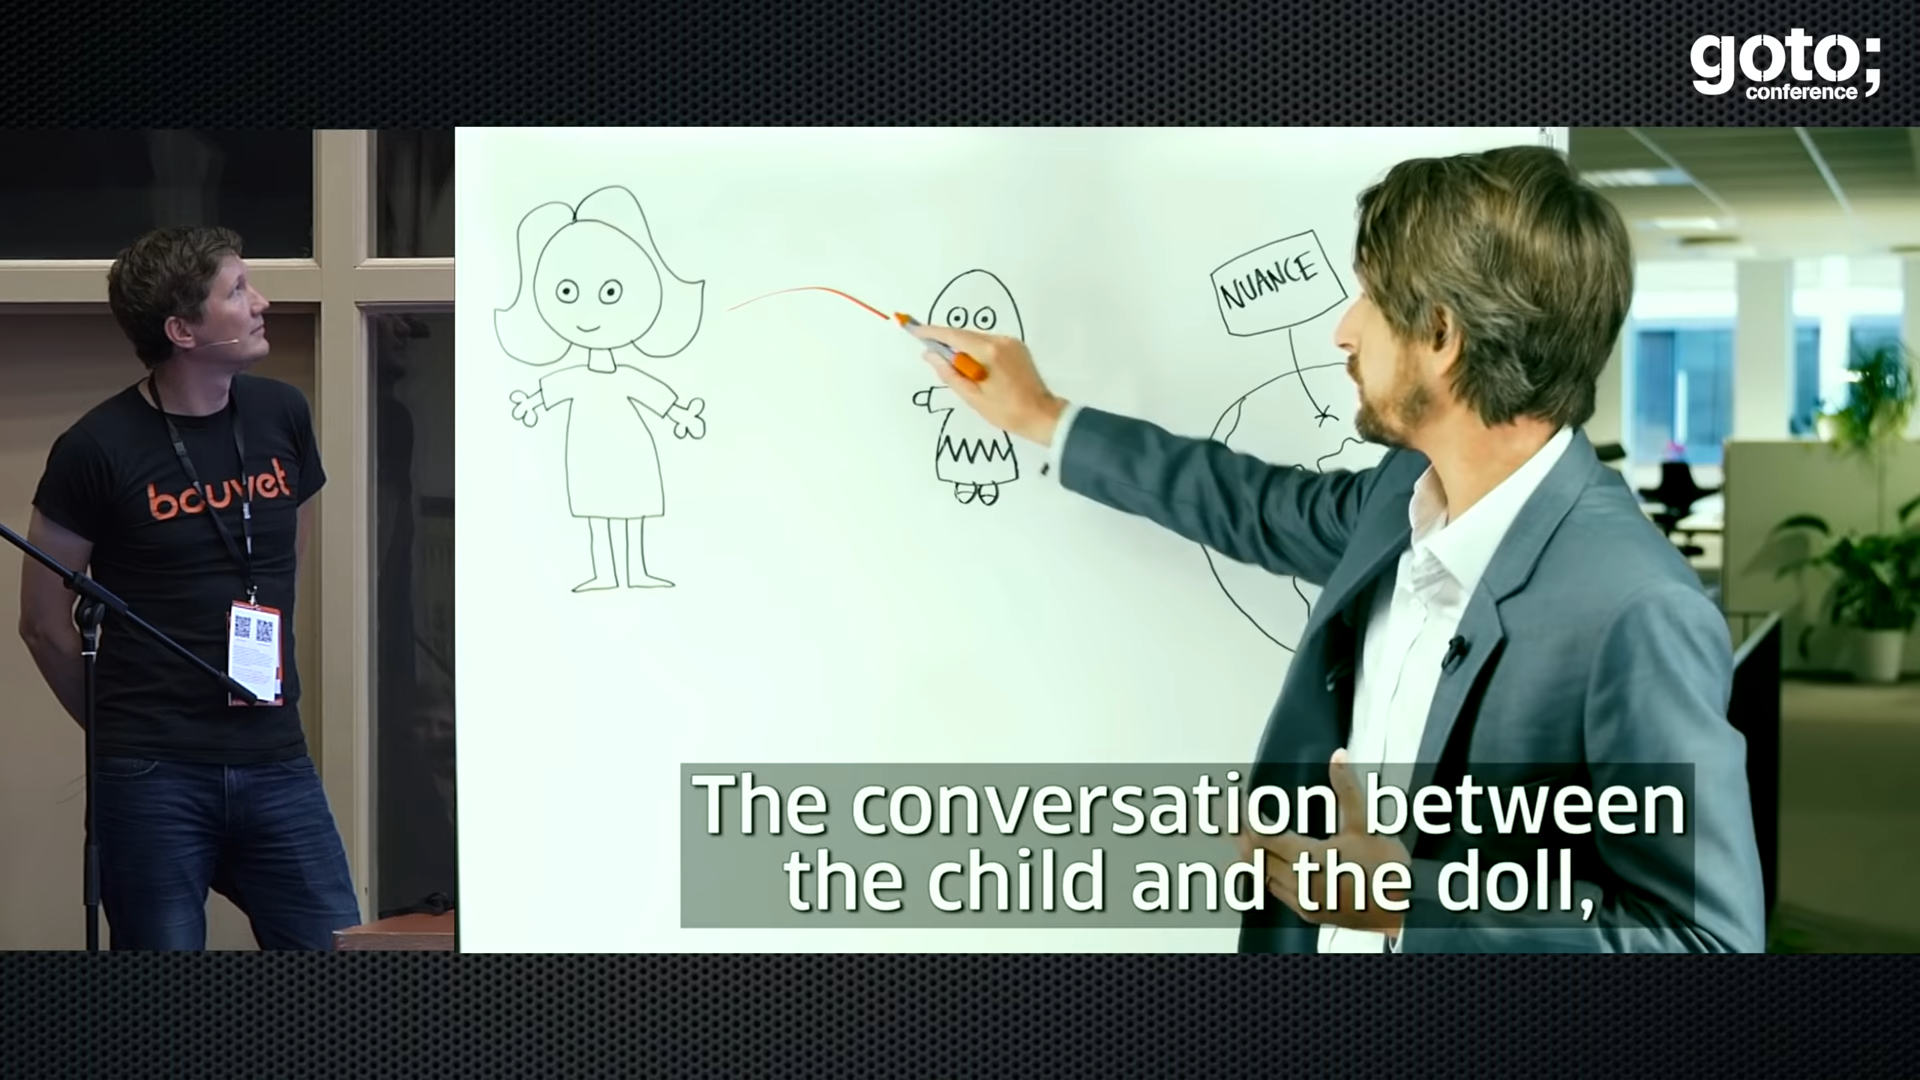 goto;
conference
bouvet
NUANCE
The conversation between
the child and the doll,